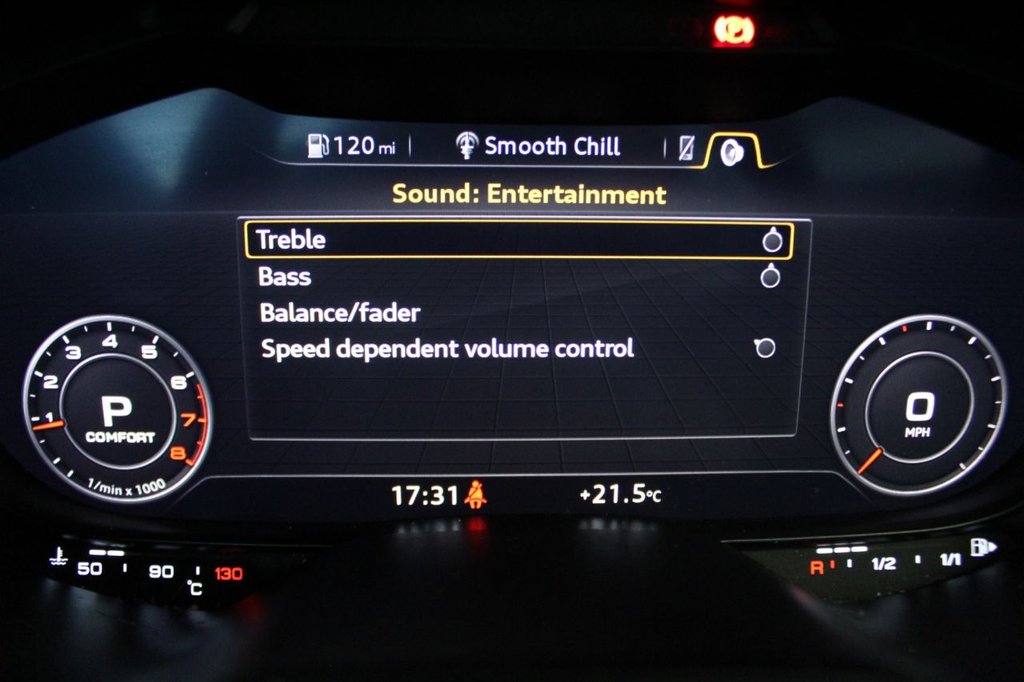 P
120 mi
Smooth Chill
Sound: Entertainment
Treble
Bass
Balance/fader
Speed dependent volume control
1 2 3 4 5 6 7 8
P
COMFORT
1/min x 1000
0
MPH
17:31
+21.5°C
50 90 130
°C
R 1/2 1/1